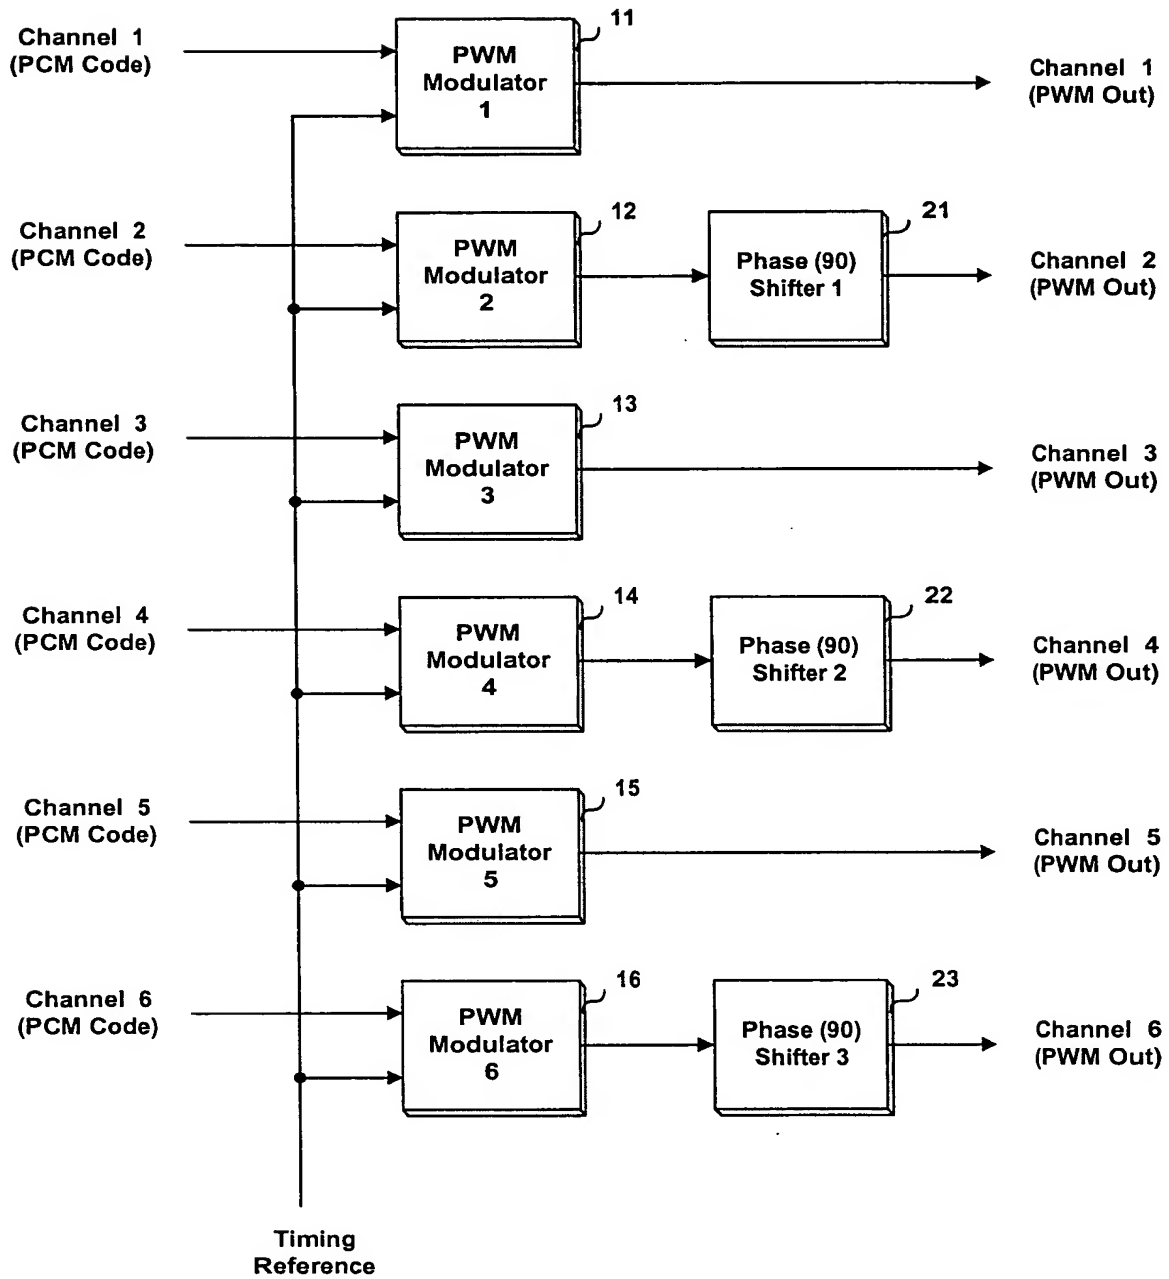 Channel 1
(PCM Code)
PWM
Modulator
1
11
Channel 1
(PWM Out)
Channel 2
(PCM Code)
PWM
Modulator
2
12
Phase (90)
Shifter 1
21
Channel 2
(PWM Out)
Channel 3
(PCM Code)
PWM
Modulator
3
13
Channel 3
(PWM Out)
Channel 4
(PCM Code)
PWM
Modulator
4
14
Phase (90)
Shifter 2
22
Channel 4
(PWM Out)
Channel 5
(PCM Code)
PWM
Modulator
5
15
Channel 5
(PWM Out)
Channel 6
(PCM Code)
PWM
Modulator
6
16
Phase (90)
Shifter 3
23
Channel 6
(PWM Out)
Timing
Reference